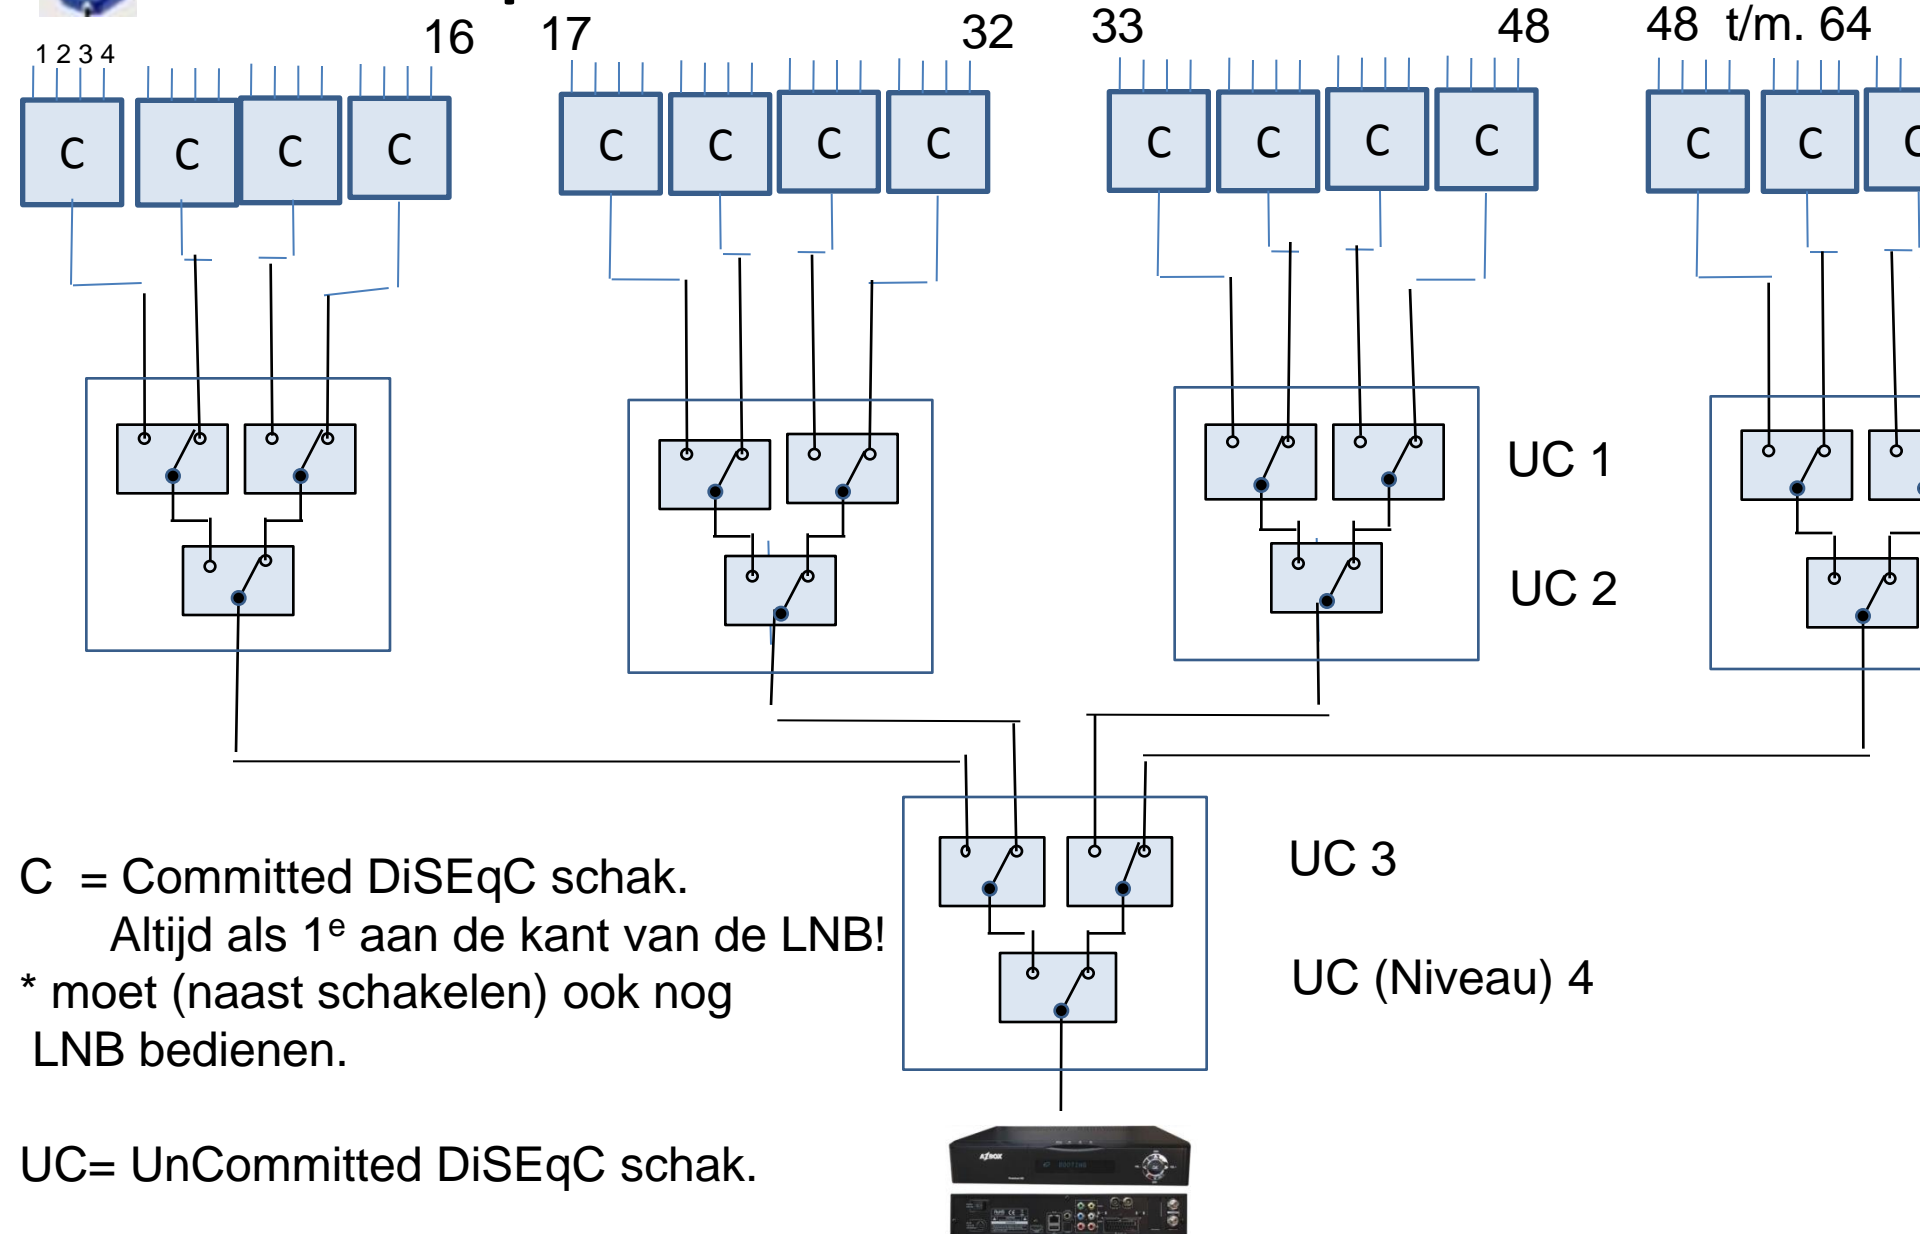 16 17 32 33 48 48 t/m. 64
1 2 3 4
C C C C C C C C C C C C
UC 1
UC 2
UC 3
C = Committed DiSEqC schak.
Altijd als 1e aan de kant van de LNB!
UC (Niveau) 4
* moet (naast schakelen) ook nog
LNB bedienen.
UC= UnCommitted DiSEqC schak.
AZBOX